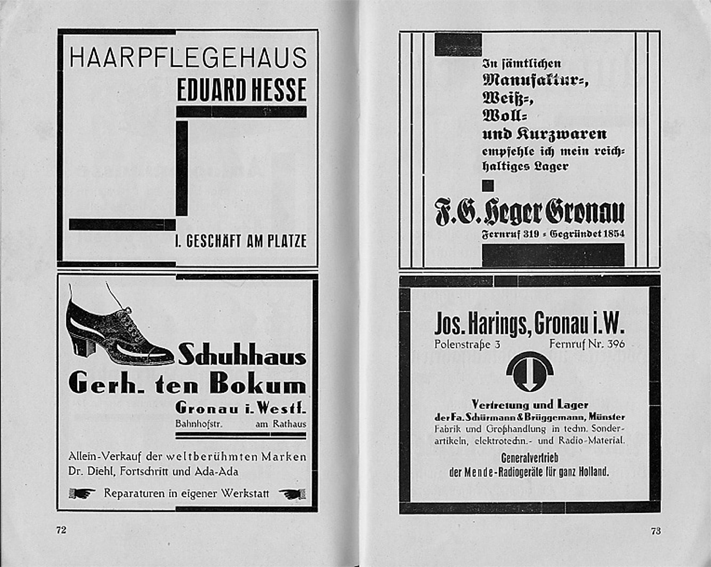 HAARPFLEGEHAUS
EDUARD HESSE
I. GESCHÄFT AM PLATZE
Schuhhaus
Gerh. ten Bokum
Gronau i. Westf.
Bahnhofstr. am Rathaus
Allein-Verkauf der weltberühmten Marken
Dr. Diehl, Fortschritt und Ada-Ada
Reparaturen in eigener Werkstatt
72
In sämtlichen
Manufaktur-,
Weiß-,
Woll-
und Kurzwaren
empfehle ich mein reich-
haltiges Lager
F. G. Heger Gronau
Fernruf 319 - Gegründet 1854
Jos. Harings, Gronau i. W.
Polenstraße 3 Fernruf Nr. 396
Vertretung und Lager
der Fa. Schürmann & Brüggemann, Münster
Fabrik und Großhandlung in techn. Sonder-
artikeln, elektrotechn.- und Radio-Material.
Generalvertrieb
der Mende-Radiogeräte für ganz Holland.
73